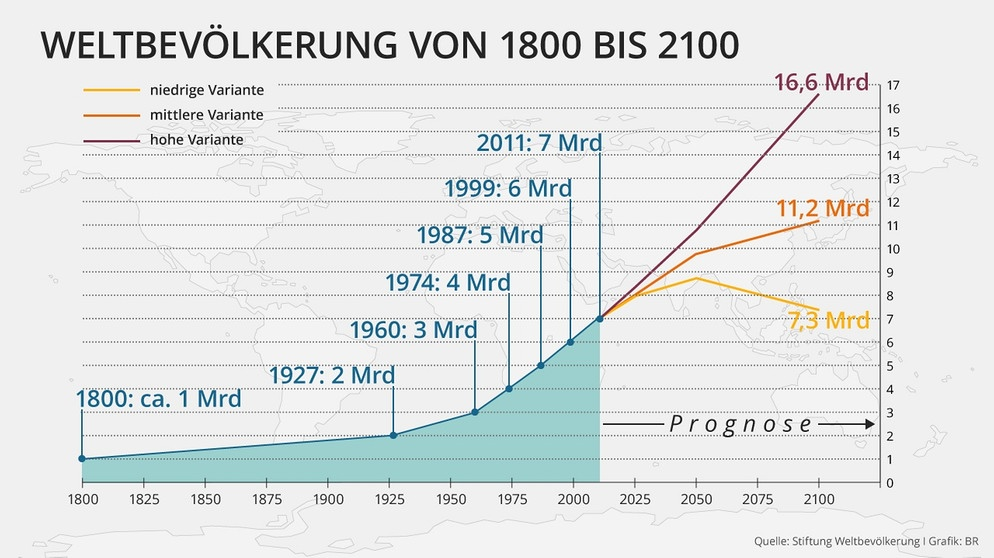 WELTBEVÖLKERUNG VON 1800 BIS 2100
niedrige Variante
mittlere Variante
hohe Variante
16,6 Mrd
2011: 7 Mrd
1999: 6 Mrd
11,2 Mrd
1987: 5 Mrd
1974: 4 Mrd
7,3 Mrd
1960: 3 Mrd
1927: 2 Mrd
1800: ca. 1 Mrd
Prognose
17
16
15
14
13
12
11
10
9
8
7
6
5
4
3
2
1
0
1800 1825 1850 1875 1900 1925 1950 1975 2000 2025 2050 2075 2100
Quelle: Stiftung Weltbevölkerung I Grafik: BR